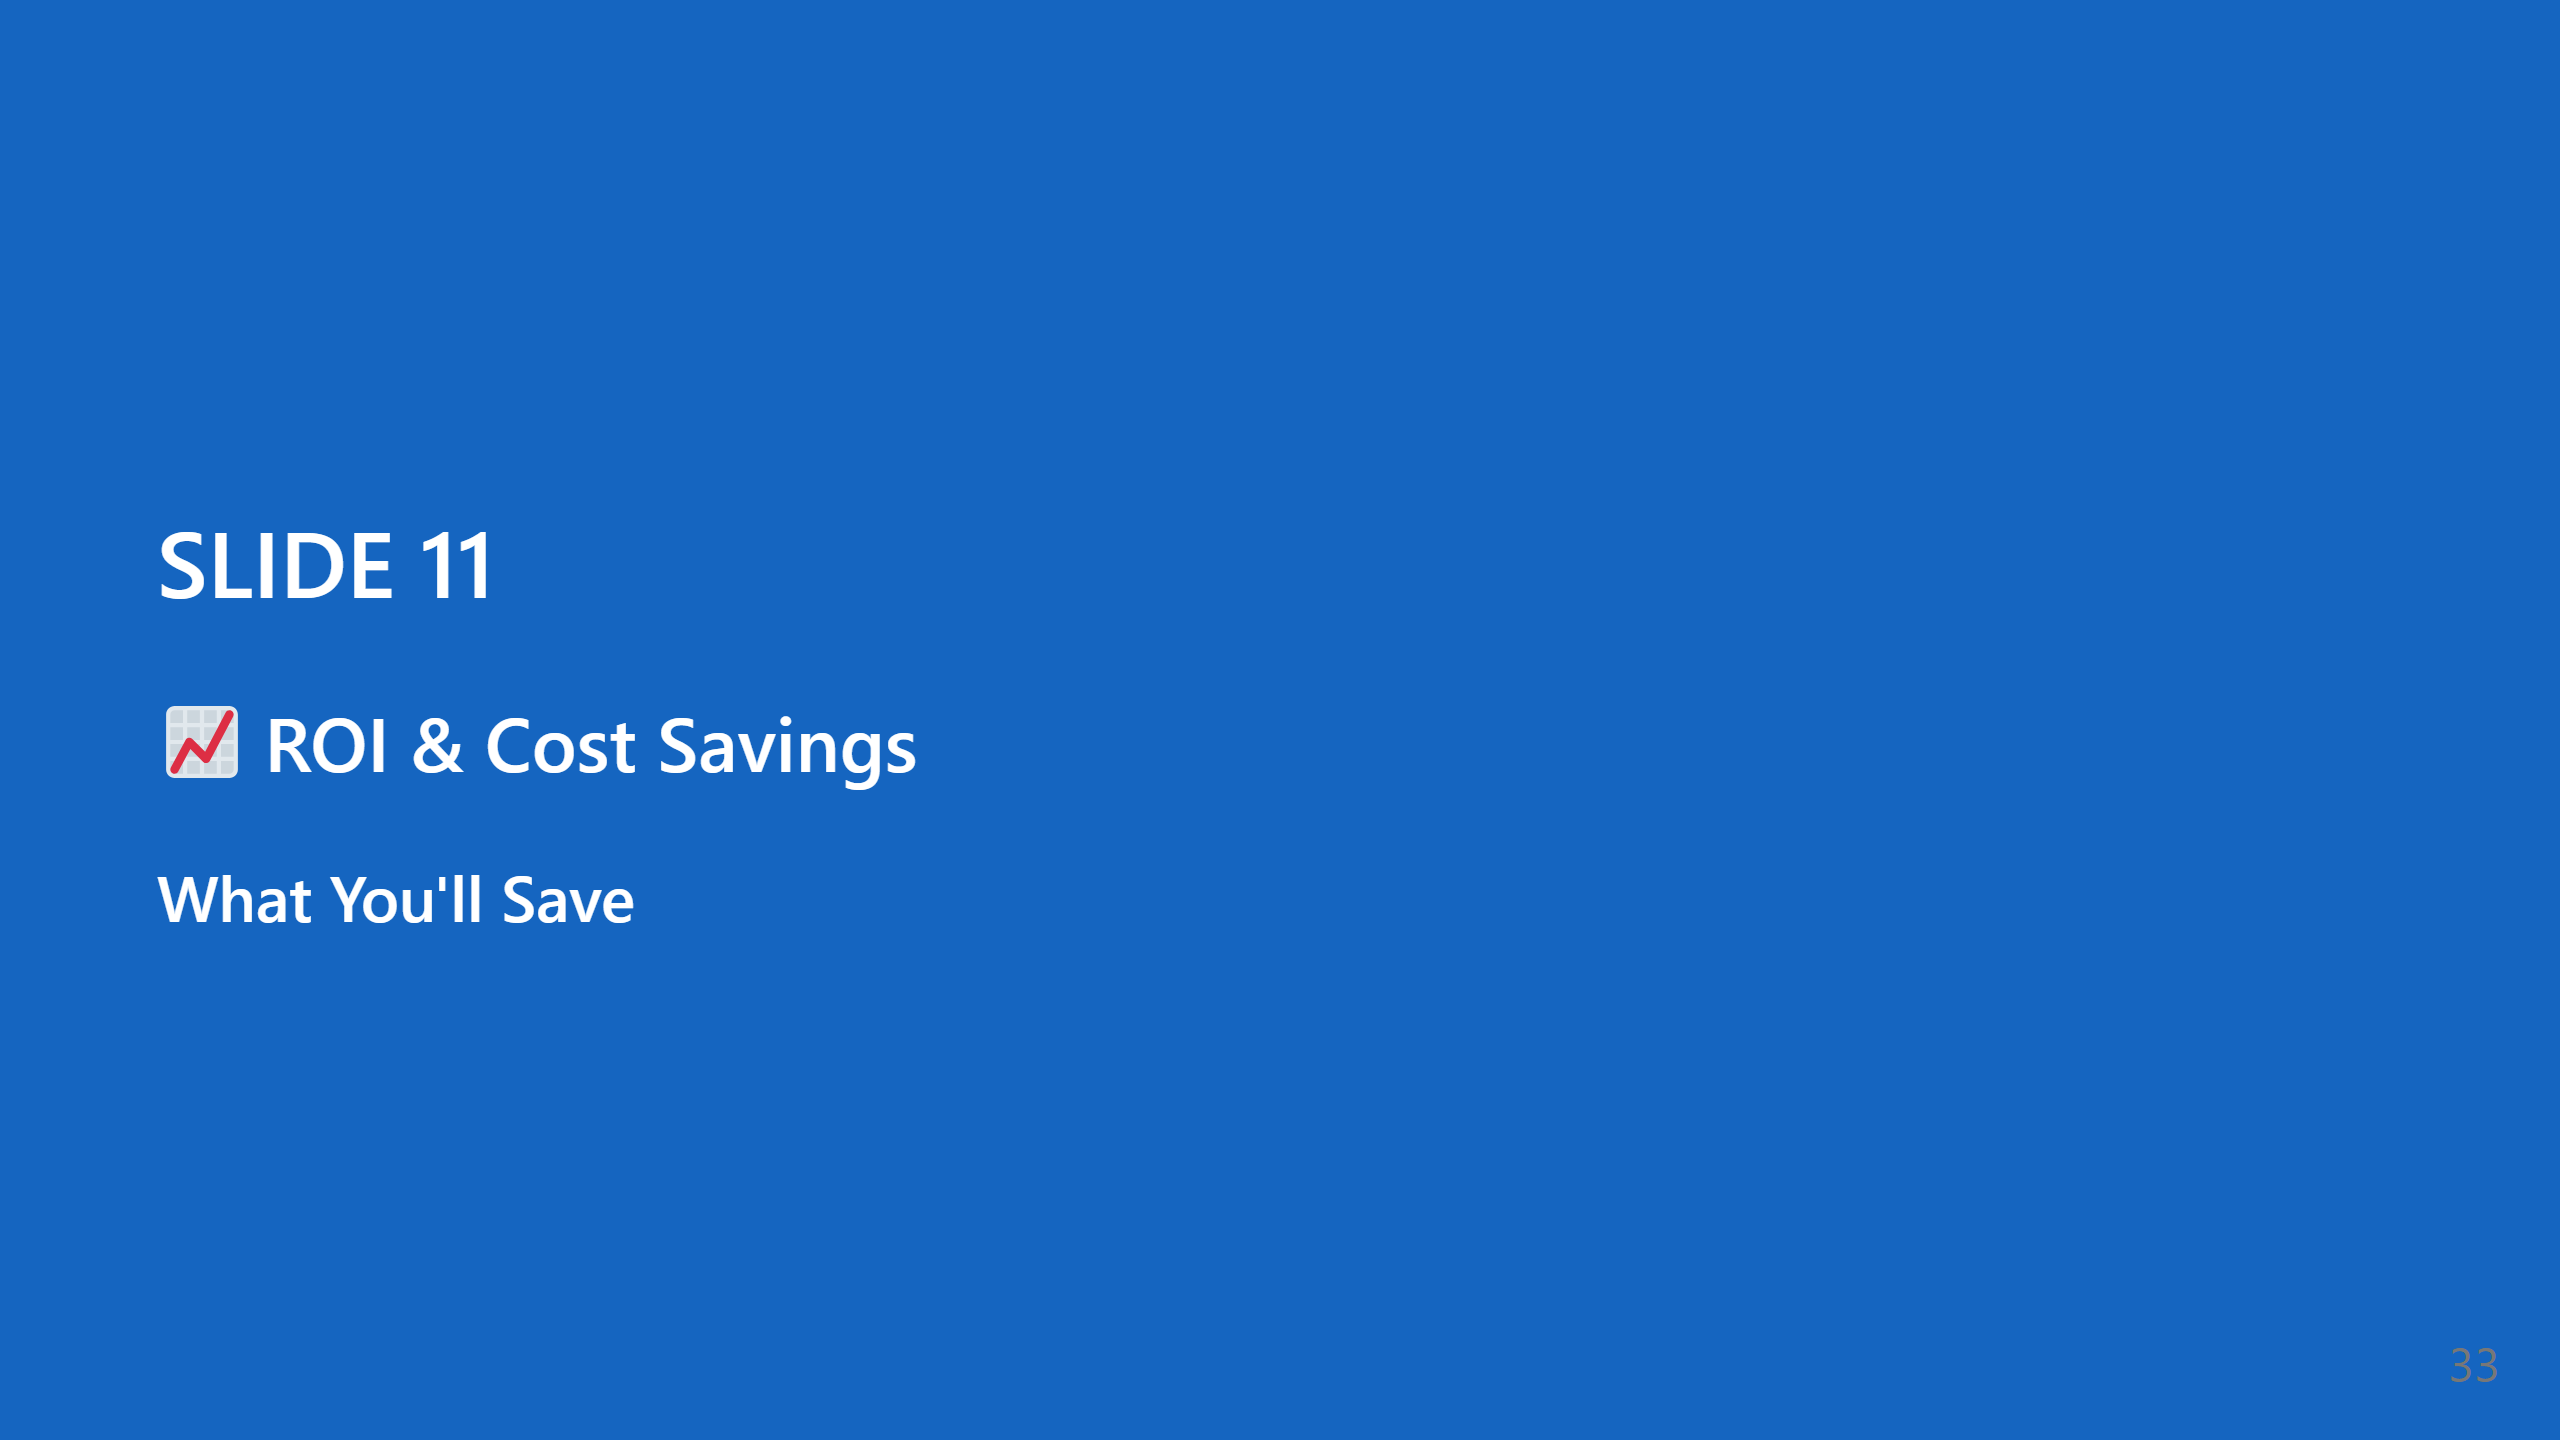 SLIDE 11
📈 ROI & Cost Savings
What You'll Save
33